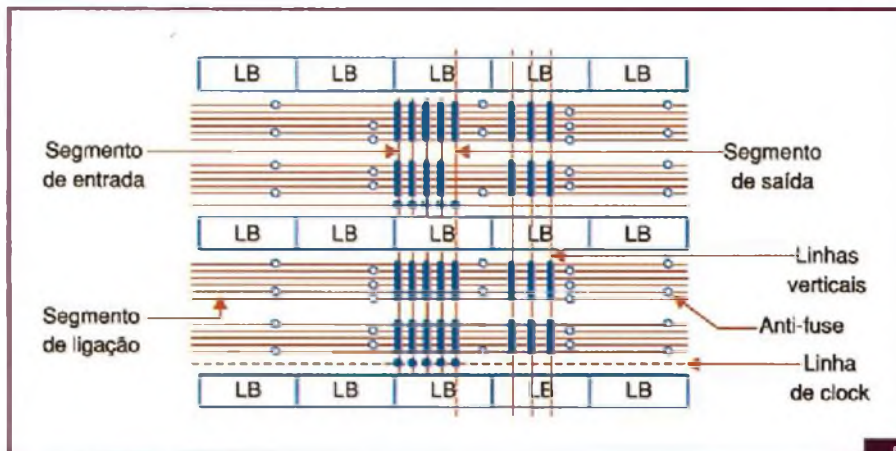 LB LB LB LB LB
Segmento
de entrada
Segmento
de saída
LB LB LB LB LB
Linhas
verticais
Segmento
de ligação
Anti-fuse
Linha
de clock
LB LB LB LB LB